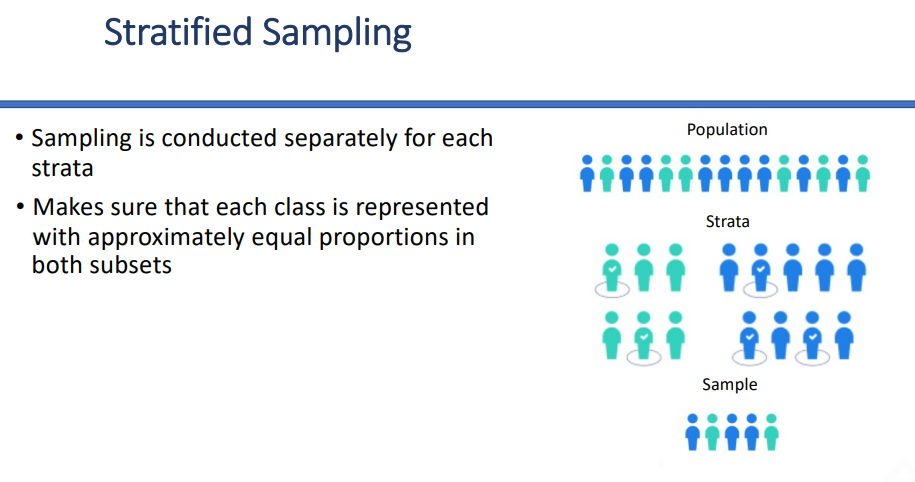 Stratified Sampling
• Sampling is conducted separately for each
strata
• Makes sure that each class is represented
with approximately equal proportions in
both subsets
Population
Strata
Sample